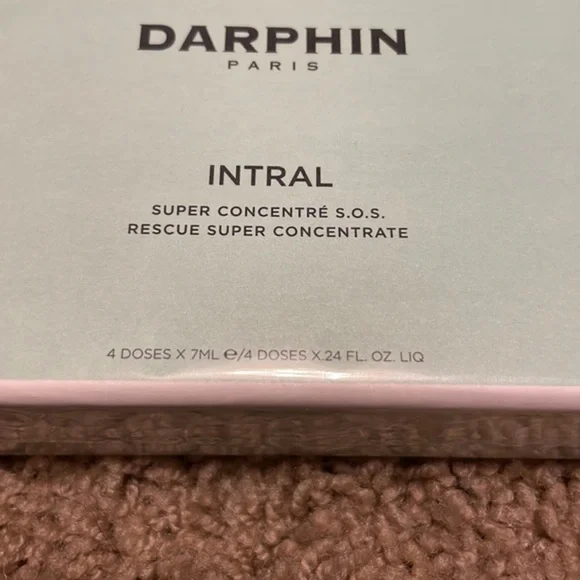 DARPHIN
PARIS
INTRAL
SUPER CONCENTRÉ S.O.S.
RESCUE SUPER CONCENTRATE
4 DOSES X 7ML ℮/4 DOSES X.24 FL. OZ. LIQ